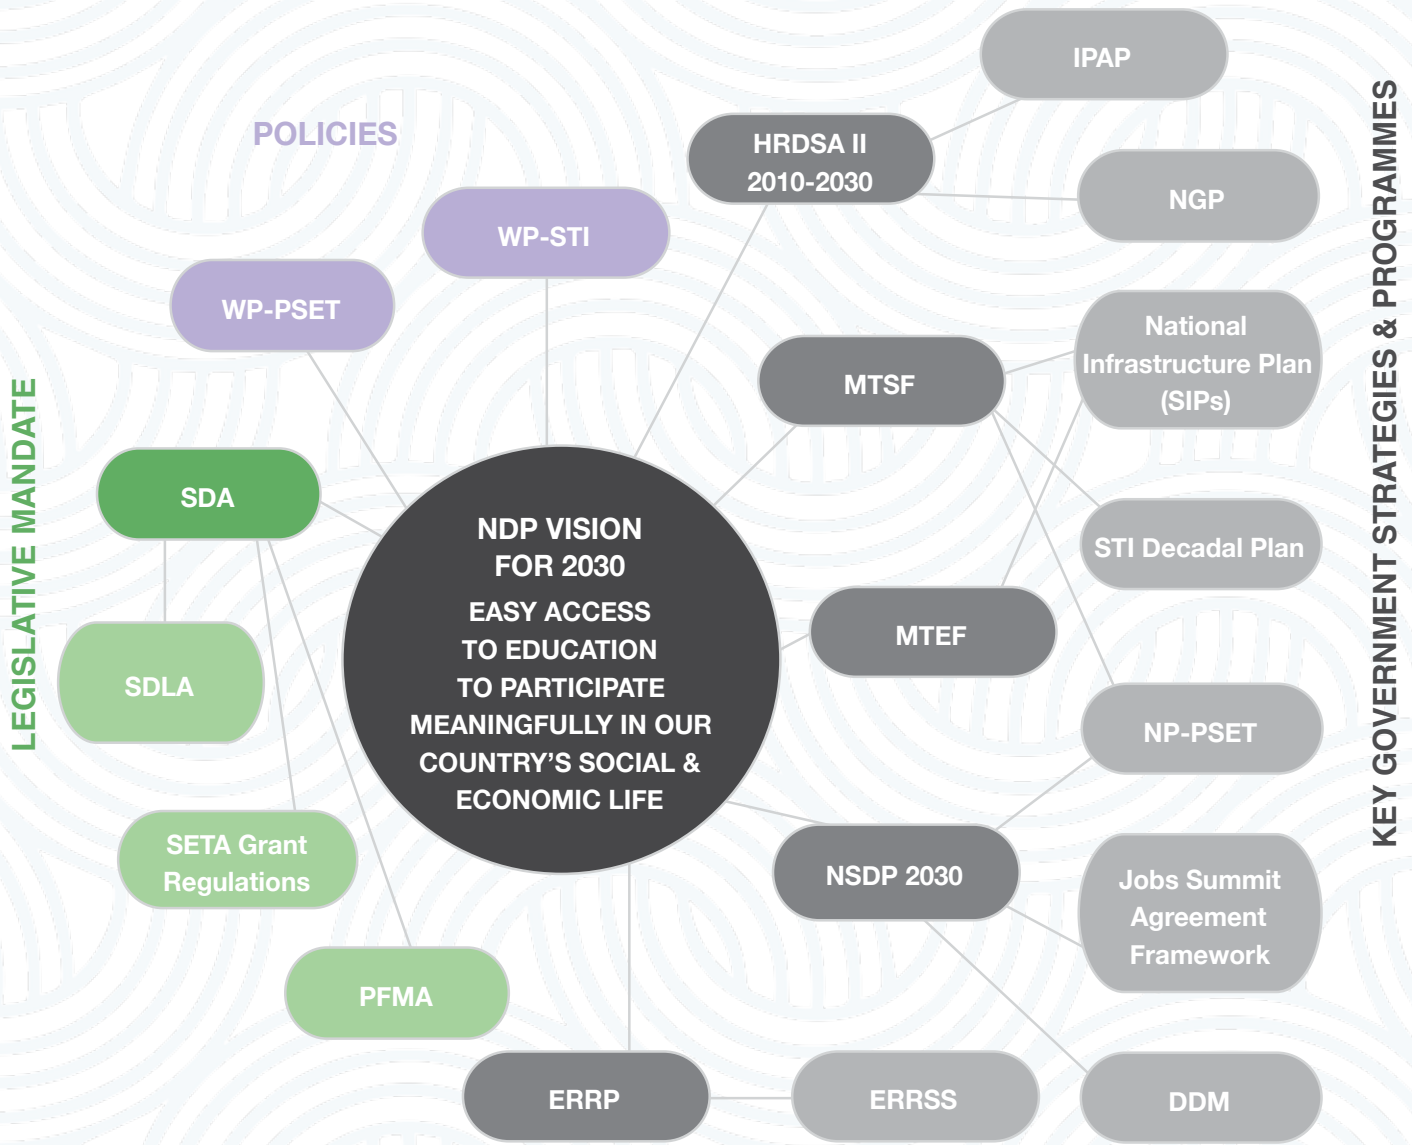 IPAP
POLICIES
HRDSA II
2010-2030
NGP
WP-STI
WP-PSET
National
Infrastructure Plan
(SIPs)
MTSF
LEGISLATIVE MANDATE
KEY GOVERNMENT STRATEGIES & PROGRAMMES
SDA
NDP VISION
FOR 2030
EASY ACCESS
TO EDUCATION
TO PARTICIPATE
MEANINGFULLY IN OUR
COUNTRY'S SOCIAL &
ECONOMIC LIFE
STI Decadal Plan
MTEF
SDLA
NP-PSET
SETA Grant
Regulations
NSDP 2030
Jobs Summit
Agreement
Framework
PFMA
ERRP
ERRSS
DDM